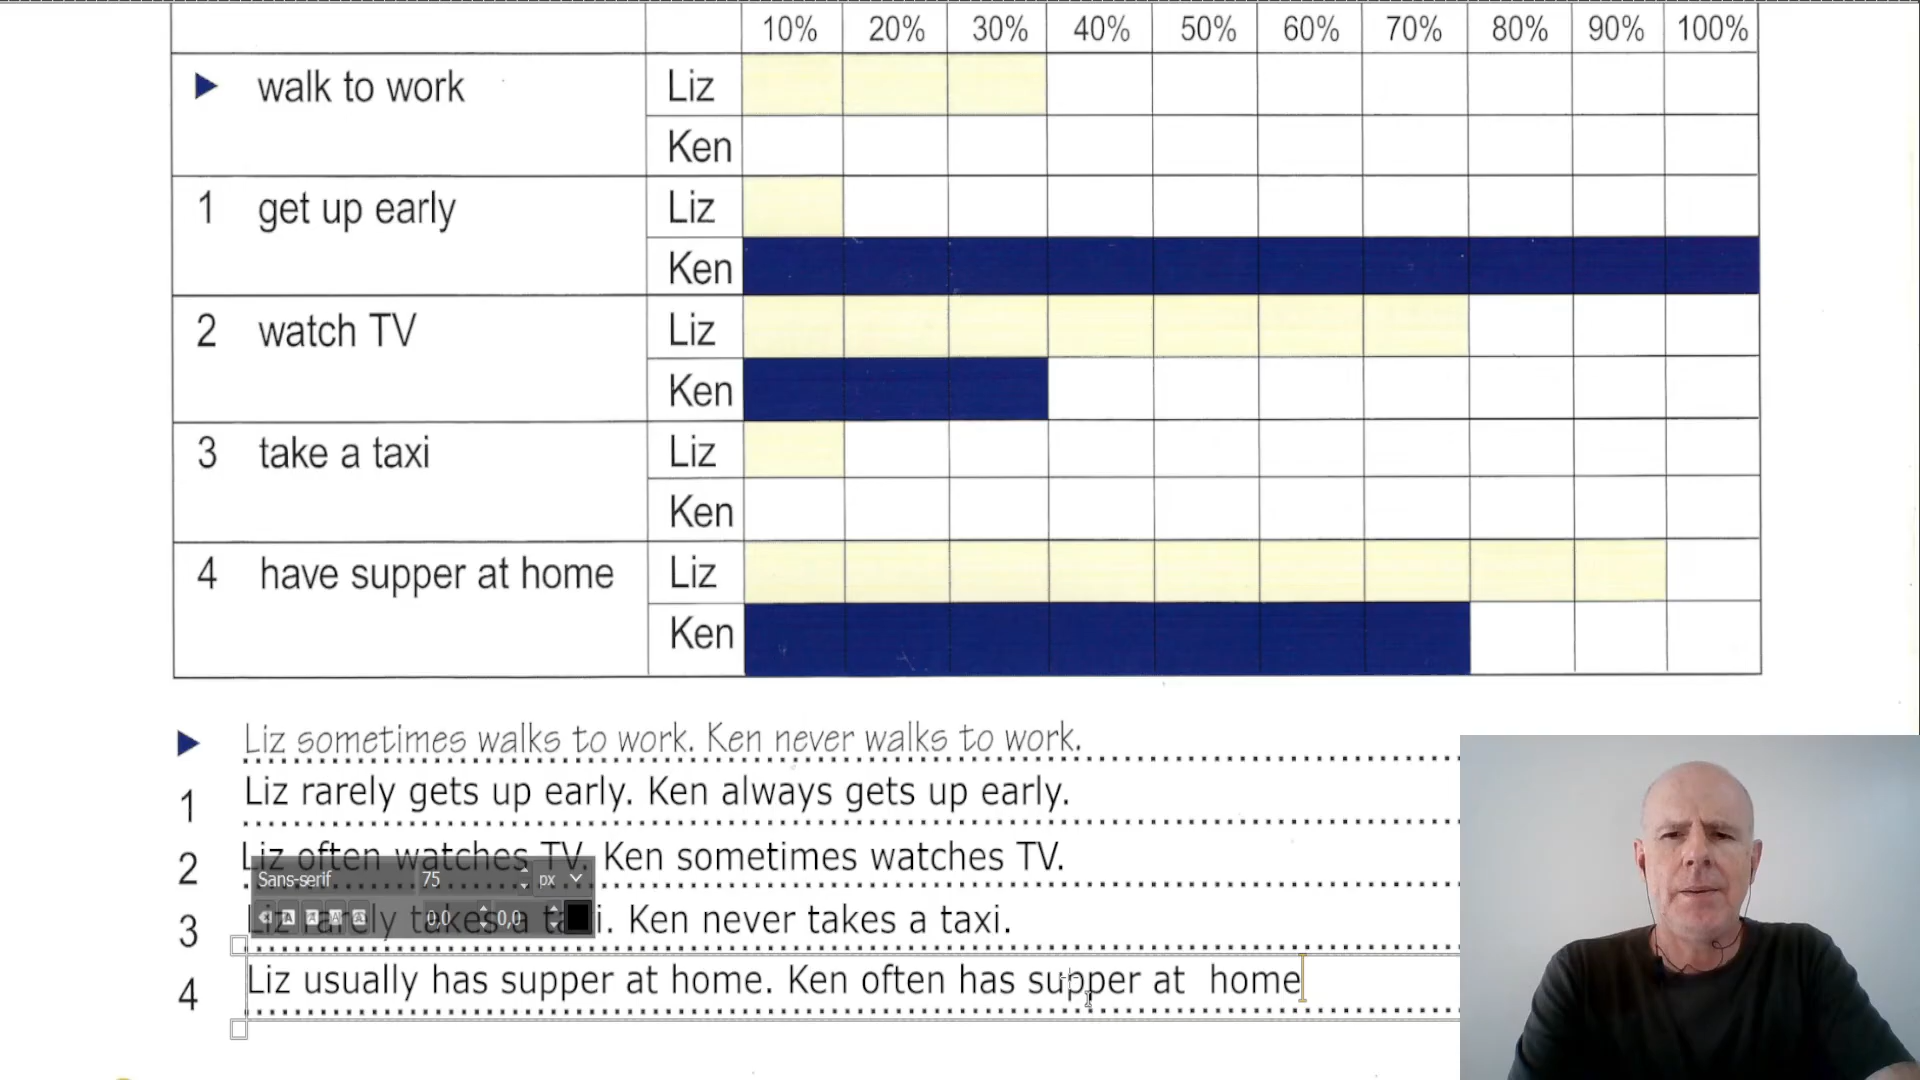 10% 20% 30% 40% 50% 60% 70% 80% 90% 100%
walk to work Liz
Ken
1 get up early Liz
Ken
2 watch TV Liz
Ken
3 take a taxi Liz
Ken
4 have supper at home Liz
Ken
Liz sometimes walks to work. Ken never walks to work.
1 Liz rarely gets up early. Ken always gets up early.
2 Liz often watches TV. Ken sometimes watches TV.
Sans-serif 75 px
3 Liz rarely takes a taxi. Ken never takes a taxi.
0,0 0,0
4 Liz usually has supper at home. Ken often has supper at  home